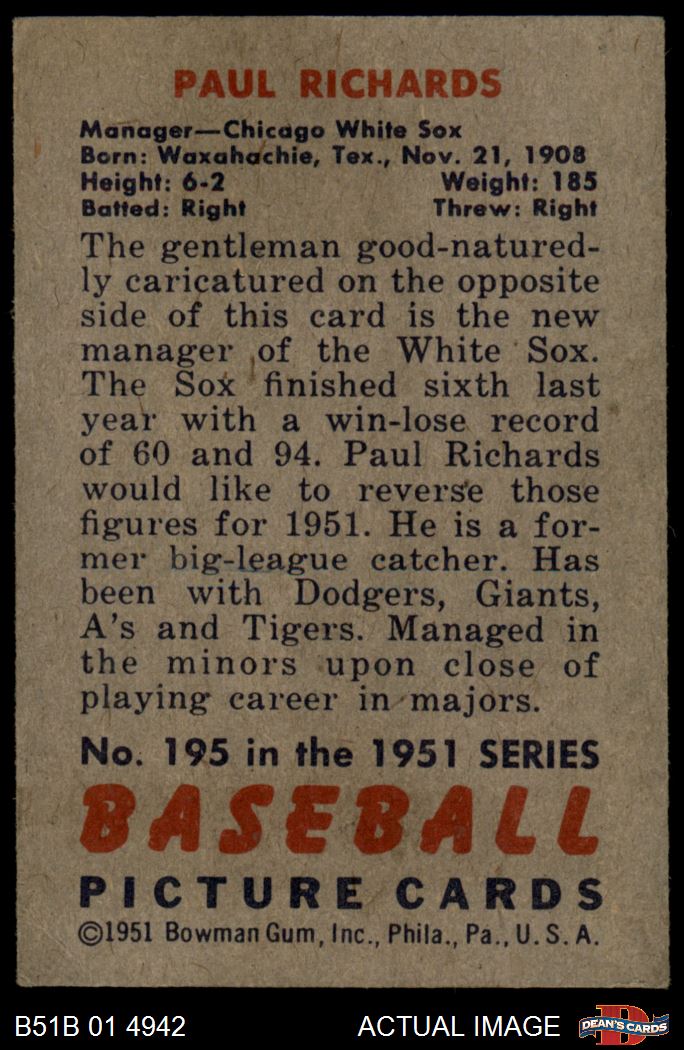 PAUL RICHARDS
Manager—Chicago White Sox
Born: Waxahachie, Tex., Nov. 21, 1908
Height: 6-2 Weight: 185
Batted: Right Threw: Right
The gentleman good-natured-
ly caricatured on the opposite
side of this card is the new
manager of the White Sox.
The Sox finished sixth last
year with a win-lose record
of 60 and 94. Paul Richards
would like to reverse those
figures for 1951. He is a for-
mer big-league catcher. Has
been with Dodgers, Giants,
A's and Tigers. Managed in
the minors upon close of
playing career in majors.
No. 195 in the 1951 SERIES
BASEBALL
PICTURE CARDS
©1951 Bowman Gum, Inc., Phila., Pa., U. S. A.
B51B 01 4942 ACTUAL IMAGE D DEAN'S CARDS